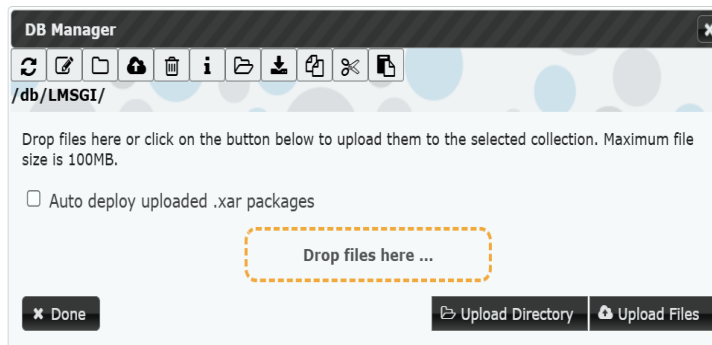 DB Manager
/db/LMSGI/
Drop files here or click on the button below to upload them to the selected collection. Maximum file
size is 100MB.
Auto deploy uploaded .xar packages
Drop files here ...
Done
Upload Directory
Upload Files